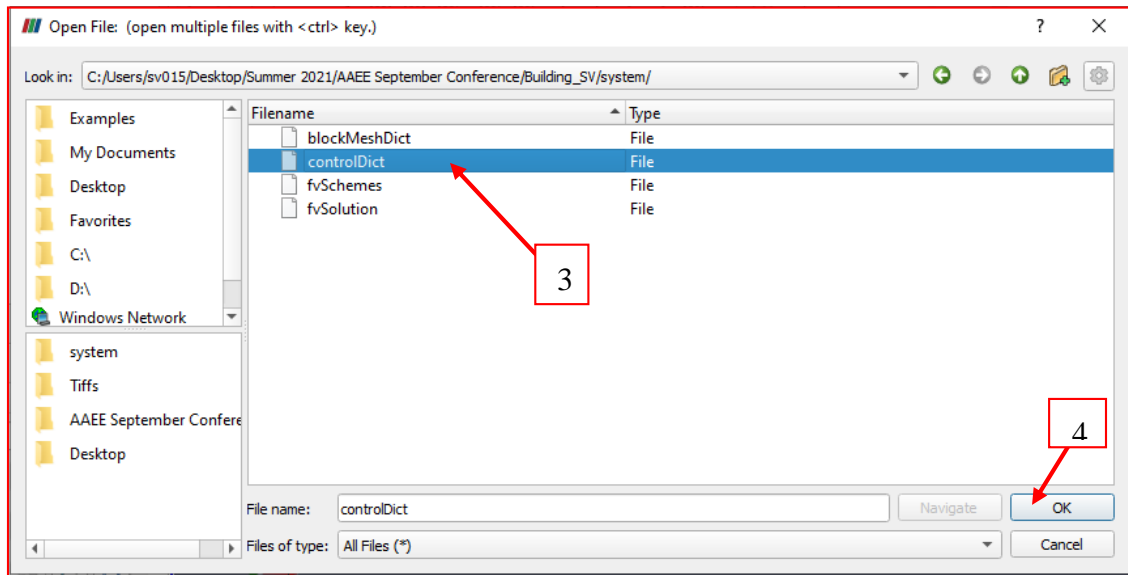 Open File: (open multiple files with <ctrl> key.) ?
Look in: C:/Users/sv015/Desktop/Summer 2021/AAEE September Conference/Building_SV/system/
Examples
My Documents
Desktop
Favorites
C:\
D:\
Windows Network
system
Tiffs
AAEE September Confere
Desktop
Filename Type
blockMeshDict File
controlDict File
fvSchemes File
fvSolution File
3
4
File name: controlDict Navigate OK
Files of type: All Files (*) Cancel